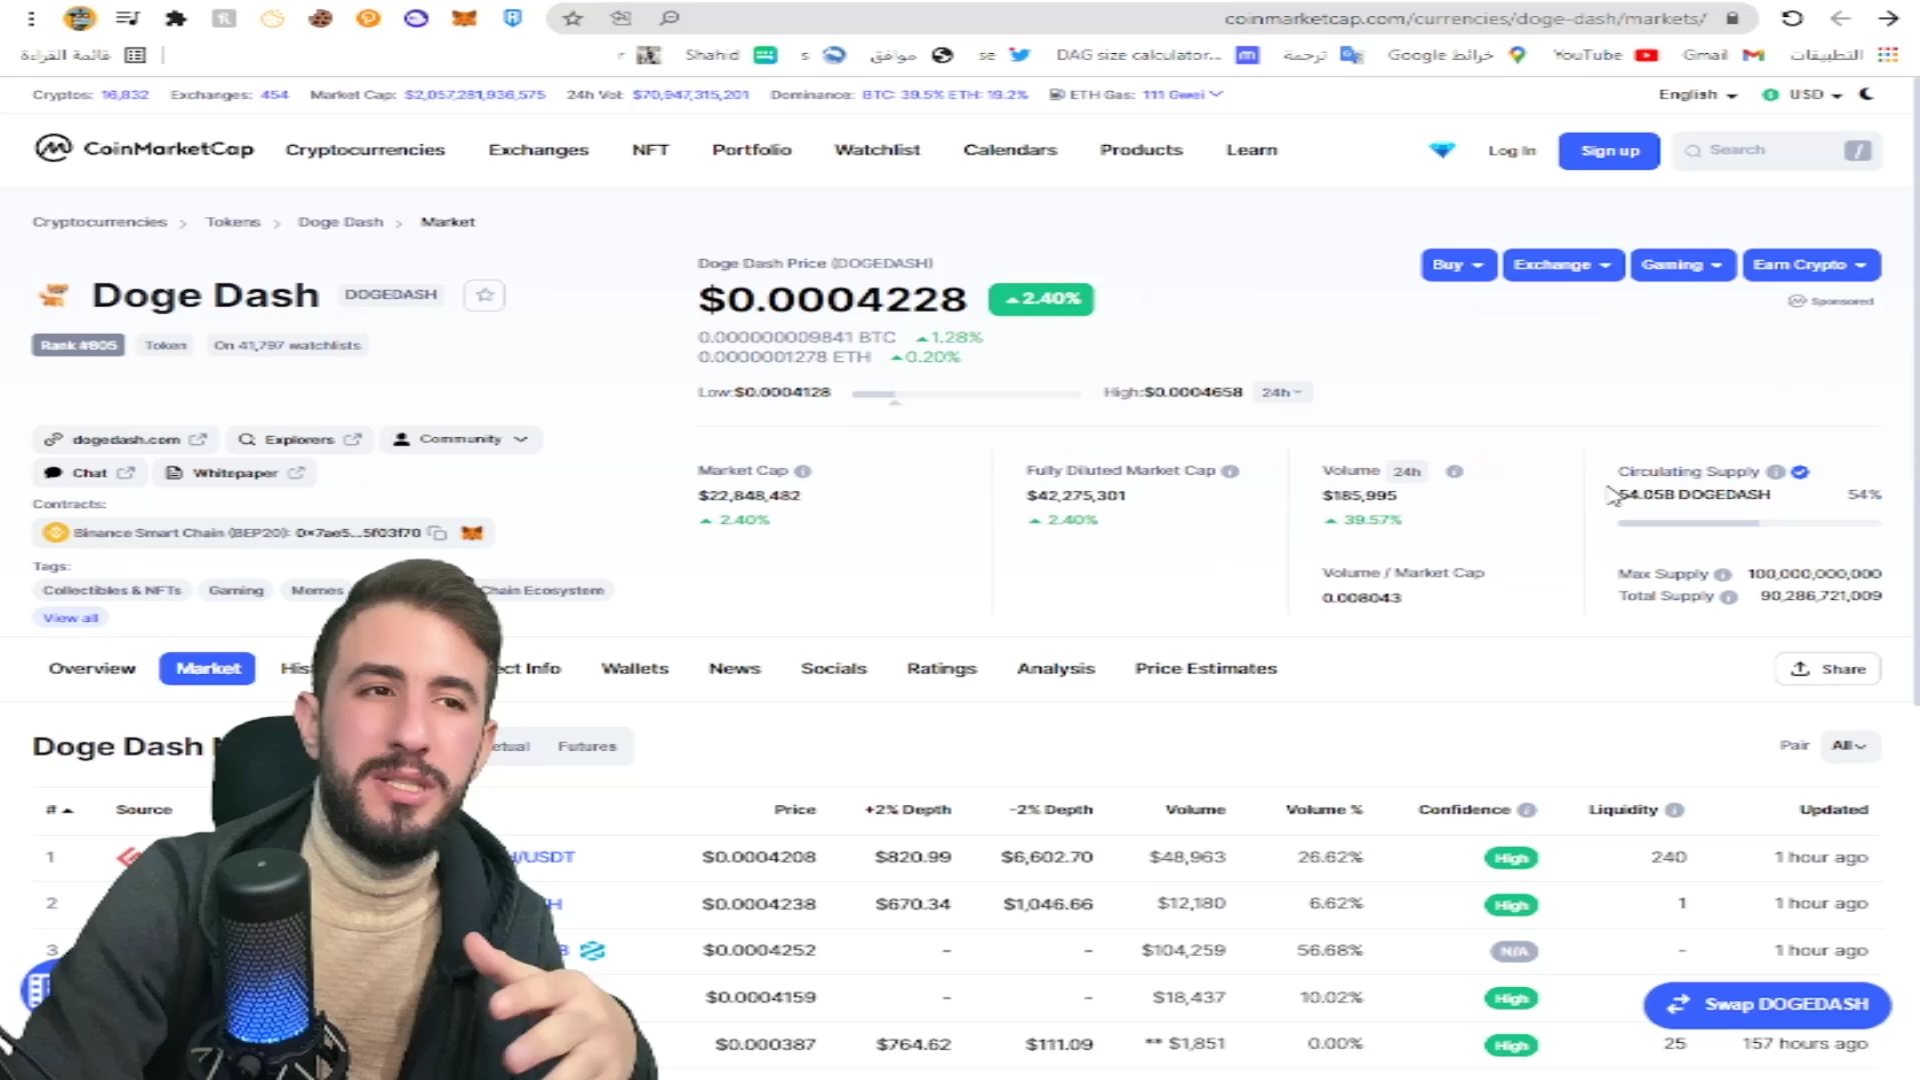 coinmarketcap.com/currencies/doge-dash/markets/
قائمة القراءة
r Shahid s موافق se DAG size calculator... ترجمة خرائط Google YouTube Gmail التطبيقات
Cryptos: 16,832 Exchanges: 454 Market Cap: $2,057,281,936,575 24h Vol: $70,947,315,201 Dominance: BTC: 39.5% ETH: 19.2% ETH Gas: 111 Gwei English USD
CoinMarketCap Cryptocurrencies Exchanges NFT Portfolio Watchlist Calendars Products Learn Log In Sign up Search /
Cryptocurrencies > Tokens > Doge Dash > Market
Doge Dash DOGEDASH
Rank #805 Token On 41,797 watchlists
dogedash.com Explorers Community
Chat Whitepaper
Contracts:
Binance Smart Chain (BEP20): 0x7ae5...5f03f70
Tags:
Collectibles & NFTs Gaming Memes Chain Ecosystem
View all
Doge Dash Price (DOGEDASH)
$0.0004228 2.40%
0.000000009841 BTC 1.28%
0.0000001278 ETH 0.20%
Low:$0.0004128 High:$0.0004658 24h
Buy Exchange Gaming Earn Crypto
Sponsored
Market Cap
$22,848,482
2.40%
Fully Diluted Market Cap
$42,275,301
2.40%
Volume 24h
$185,995
39.57%
Volume / Market Cap
0.008043
Circulating Supply
54.05B DOGEDASH 54%
Max Supply 100,000,000,000
Total Supply 90,286,721,009
Overview Market His ect Info Wallets News Socials Ratings Analysis Price Estimates Share
Doge Dash etual Futures Pair All
# Source Price +2% Depth -2% Depth Volume Volume % Confidence Liquidity Updated
1 /USDT $0.0004208 $820.99 $6,602.70 $48,963 26.62% High 240 1 hour ago
2 H $0.0004238 $670.34 $1,046.66 $12,180 6.62% High 1 1 hour ago
3 B $0.0004252 - - $104,259 56.68% N/A - 1 hour ago
$0.0004159 - - $18,437 10.02% High
Swap DOGEDASH
$0.000387 $764.62 $111.09 ** $1,851 0.00% High 25 157 hours ago